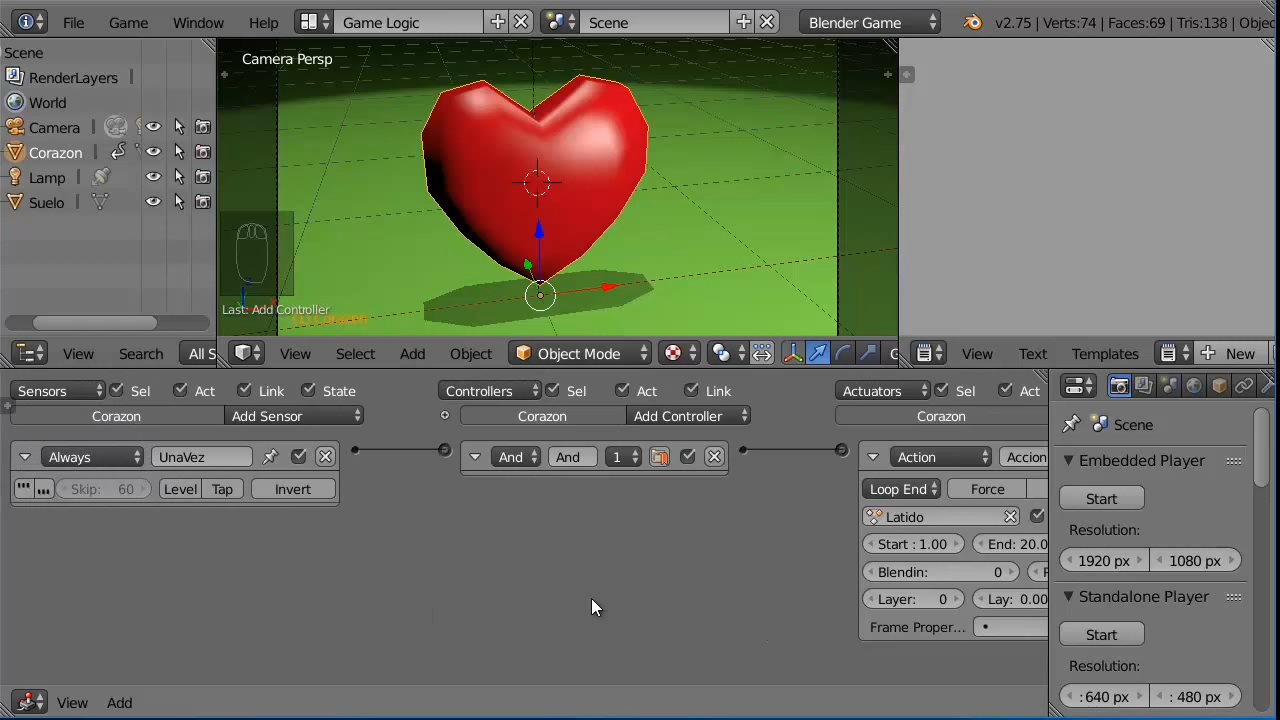 File Game Window Help Game Logic Scene Blender Game v2.75 | Verts:74 | Faces:69 | Tris:138 | Objec
Scene
RenderLayers
World
Camera
Corazon
Lamp
Suelo
View Search All S
Camera Persp
Last: Add Controller
(1) Corazon
View Select Add Object Object Mode G
View Text Templates New
Sensors Sel Act Link State
Corazon Add Sensor
Always UnaVez
Skip: 60 Level Tap Invert
Controllers Sel Act Link
Corazon Add Controller
And And 1
Actuators Sel Act
Corazon
Action Accion
Loop End Force
Latido
Start : 1.00 End: 20.0
Blendin: 0 F
Layer: 0 Lay: 0.00
Frame Proper...
View Add
Scene
Embedded Player
Start
Resolution:
1920 px 1080 px
Standalone Player
Start
Resolution:
: 640 px : 480 px